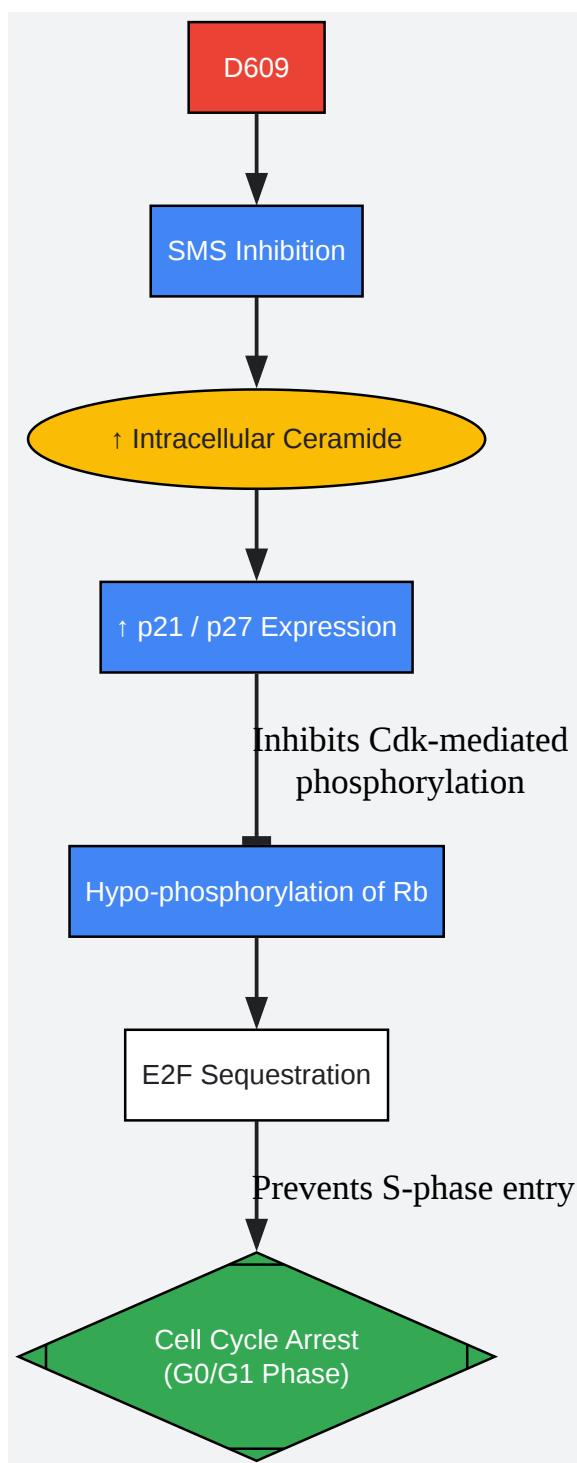 D609
SMS Inhibition
↑ Intracellular Ceramide
↑ p21 / p27 Expression
Inhibits Cdk-mediated
phosphorylation
Hypo-phosphorylation of Rb
E2F Sequestration
Prevents S-phase entry
Cell Cycle Arrest
(G0/G1 Phase)